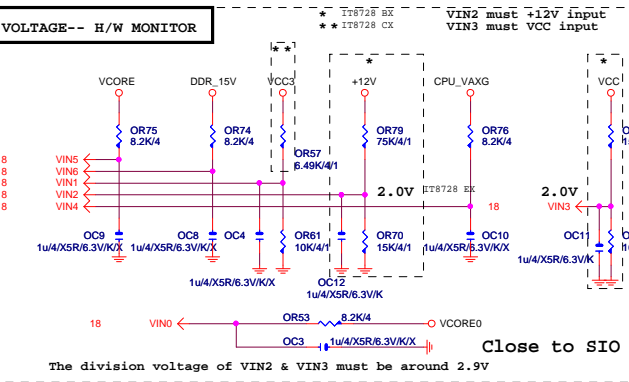 VOLTAGE-- H/W MONITOR
* IT8728 BX
** IT8728 CX
VIN2 must +12V input
VIN3 must VCC input
**
*
*
VCORE
DDR_15V
VCC3
+12V
CPU_VAXG
VCC
OR75
8.2K/4
OR74
8.2K/4
OR57
6.49K/4/1
OR79
75K/4/1
OR76
8.2K/4
8 VIN5
8 VIN6
8 VIN1
8 VIN2
8 VIN4
2.0V
IT8728 EX
18
2.0V
VIN3
OC9
1u/4/X5R/6.3V/K/X
OC8
1u/4/X5R/6.3V/K/X
OC4
1u/4/X5R/6.3V/K/X
OR61
10K/4/1
OC12
1u/4/X5R/6.3V/K
OR70
15K/4/1
OC10
1u/4/X5R/6.3V/K/X
OC11
1u/4/X5R/6.3V/K
18 VIN0
OR53 8.2K/4
VCORE0
OC3 1u/4/X5R/6.3V/K/X
Close to SIO
The division voltage of VIN2 & VIN3 must be around 2.9V